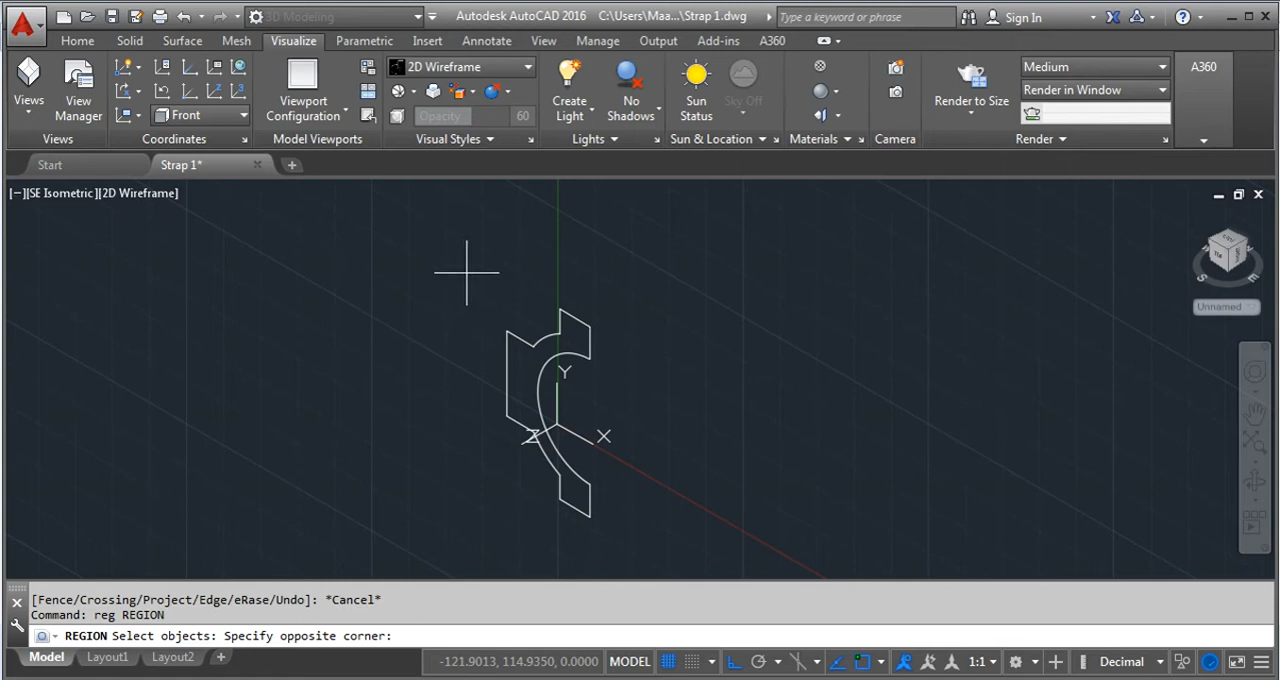 3D Modeling
Autodesk AutoCAD 2016 C:\Users\Maa...\Strap 1.dwg
Type a keyword or phrase
Sign In
Home Solid Surface Mesh Visualize Parametric Insert Annotate View Manage Output Add-ins A360
Views
View Manager
Front
Viewport Configuration
2D Wireframe
Opacity 60
Create Light
No Shadows
Sun Status
Sky Off
Render to Size
Medium
Render in Window
A360
Views Coordinates Model Viewports Visual Styles Lights Sun & Location Materials Camera Render
Start Strap 1*
[−][SE Isometric][2D Wireframe]
Y
Z
X
S
Unnamed
[Fence/Crossing/Project/Edge/eRase/Undo]: *Cancel*
Command: reg REGION
REGION Select objects: Specify opposite corner:
Model Layout1 Layout2 +
-121.9013, 114.9350, 0.0000 MODEL 1:1 Decimal